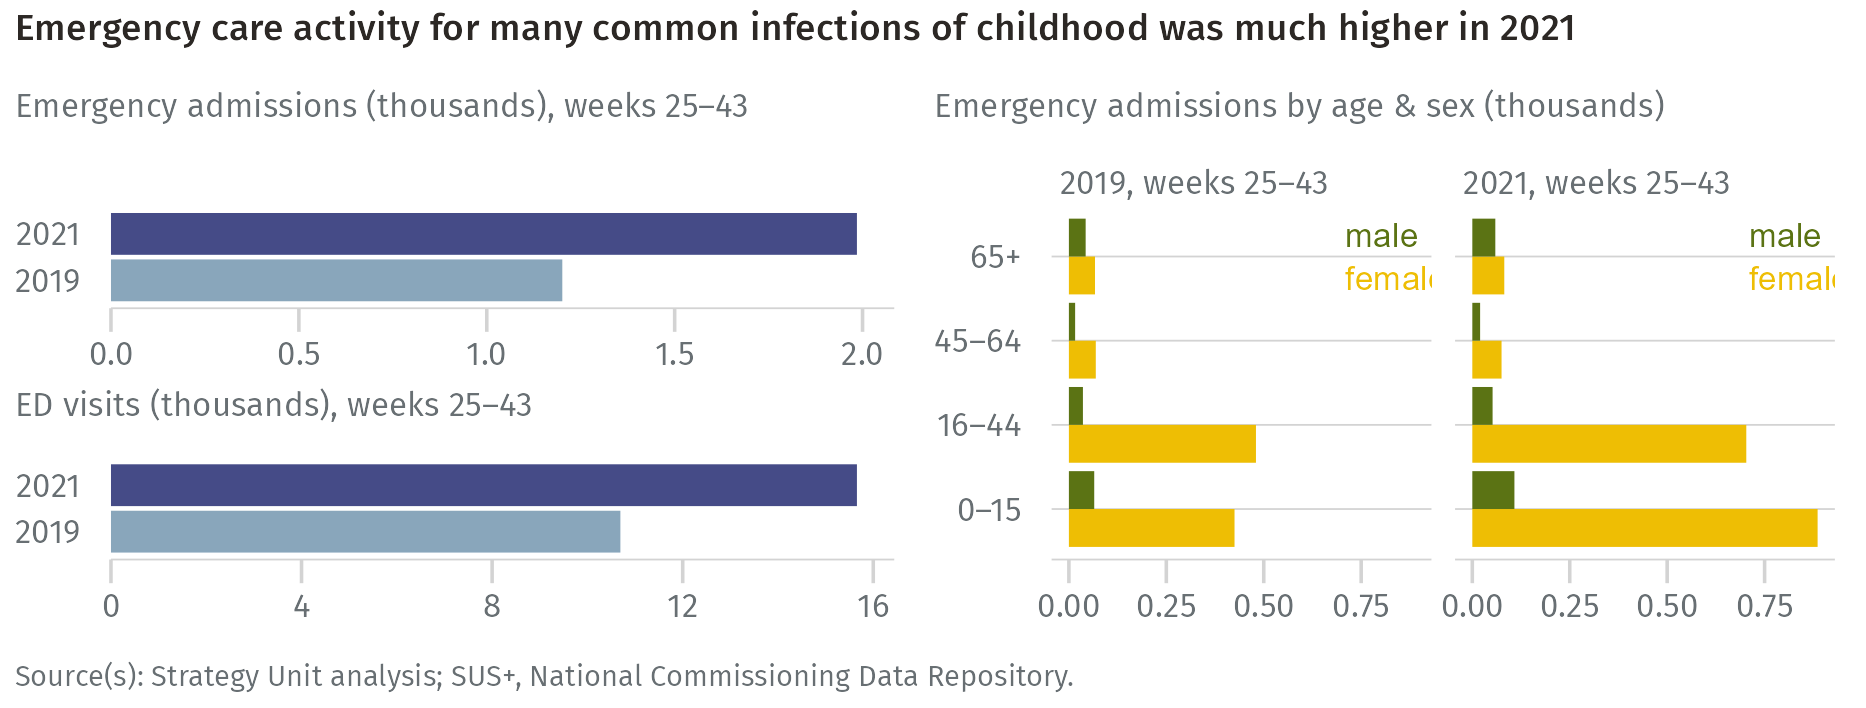 Emergency care activity for many common infections of childhood was much higher in 2021
Emergency admissions (thousands), weeks 25–43
2021
2019
0.0 0.5 1.0 1.5 2.0
ED visits (thousands), weeks 25–43
2021
2019
0 4 8 12 16
Emergency admissions by age & sex (thousands)
2019, weeks 25–43 2021, weeks 25–43
male male
65+
femal femal
45–64
16–44
0–15
0.00 0.25 0.50 0.75 0.00 0.25 0.50 0.75
Source(s): Strategy Unit analysis; SUS+, National Commissioning Data Repository.